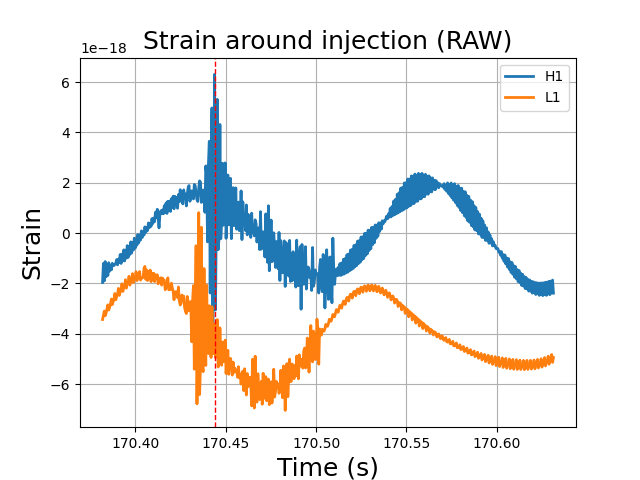 Strain around injection (RAW)
1e−18
H1
L1
6
4
2
0
−2
−4
−6
Strain
170.40 170.45 170.50 170.55 170.60
Time (s)